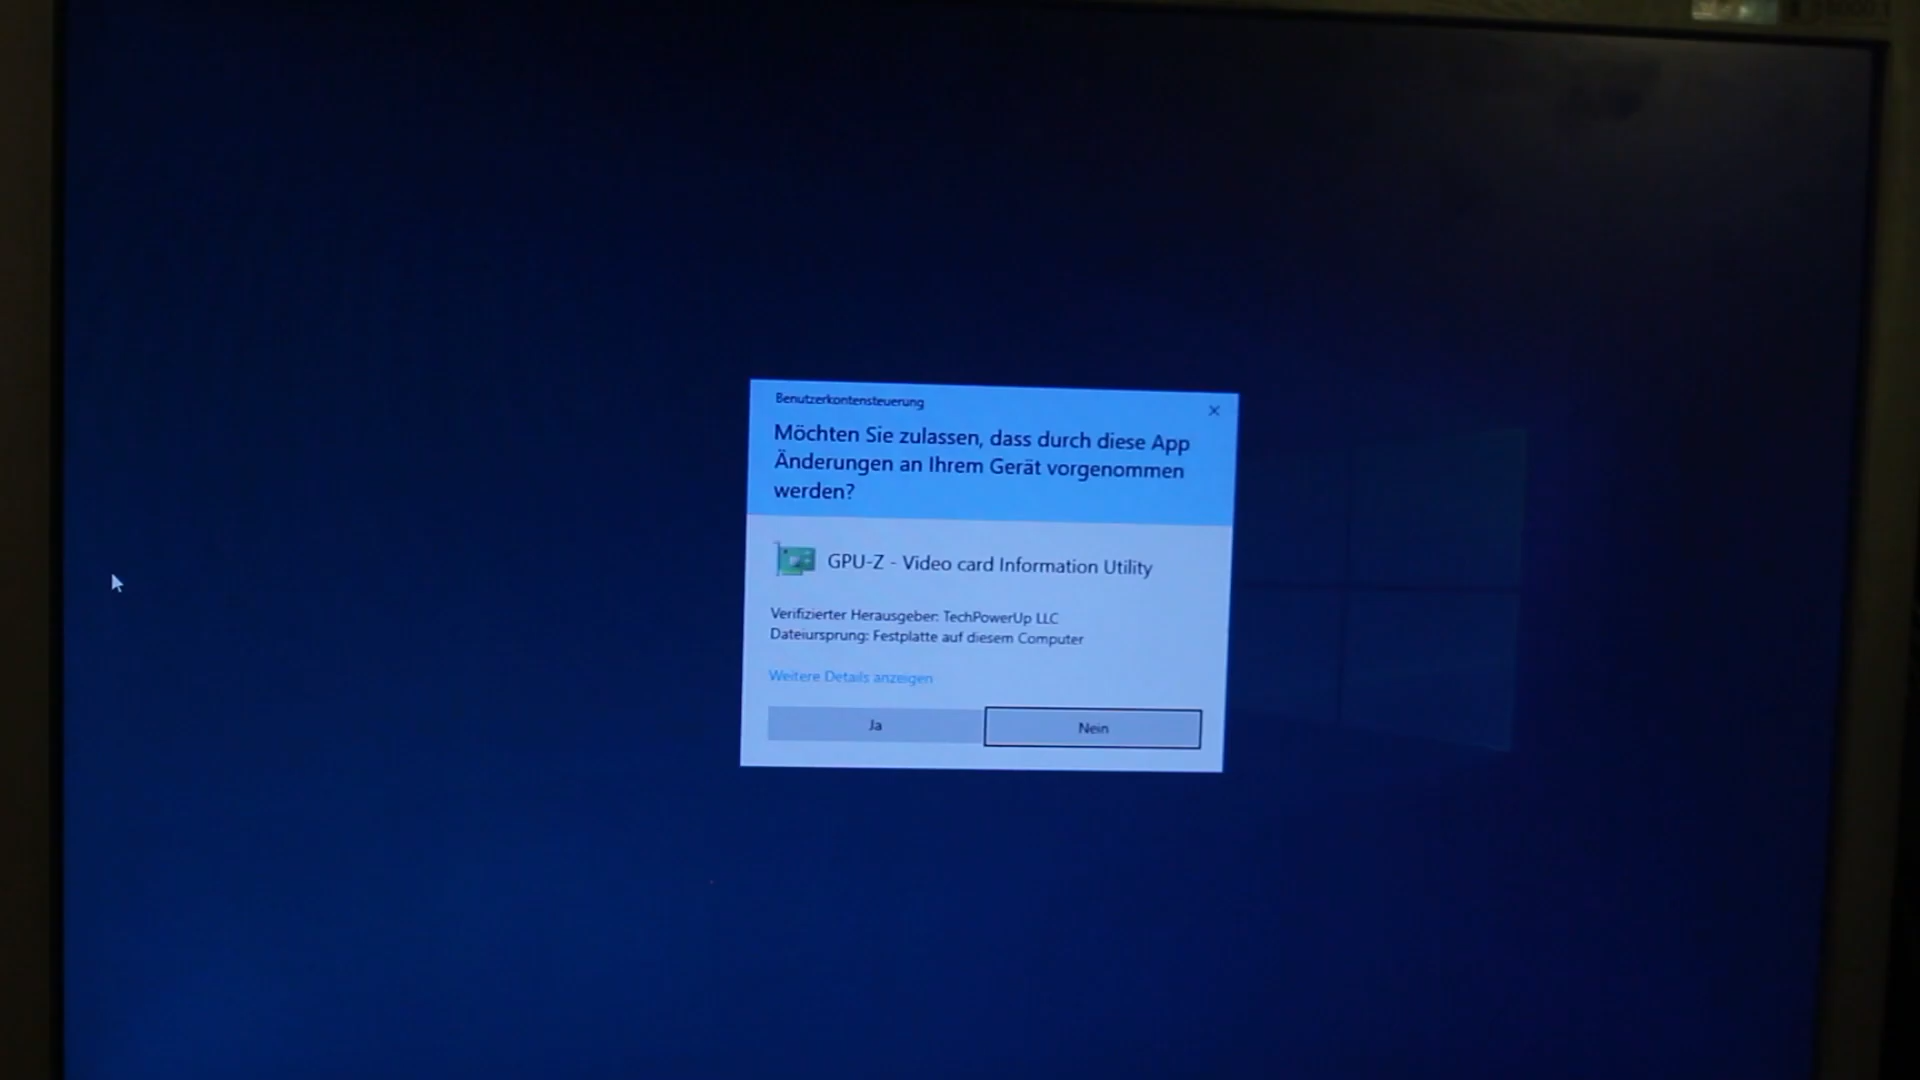 Benutzerkontensteuerung
Möchten Sie zulassen, dass durch diese App
Änderungen an Ihrem Gerät vorgenommen
werden?
GPU-Z - Video card Information Utility
Verifizierter Herausgeber: TechPowerUp LLC
Dateiursprung: Festplatte auf diesem Computer
Weitere Details anzeigen
Ja
Nein